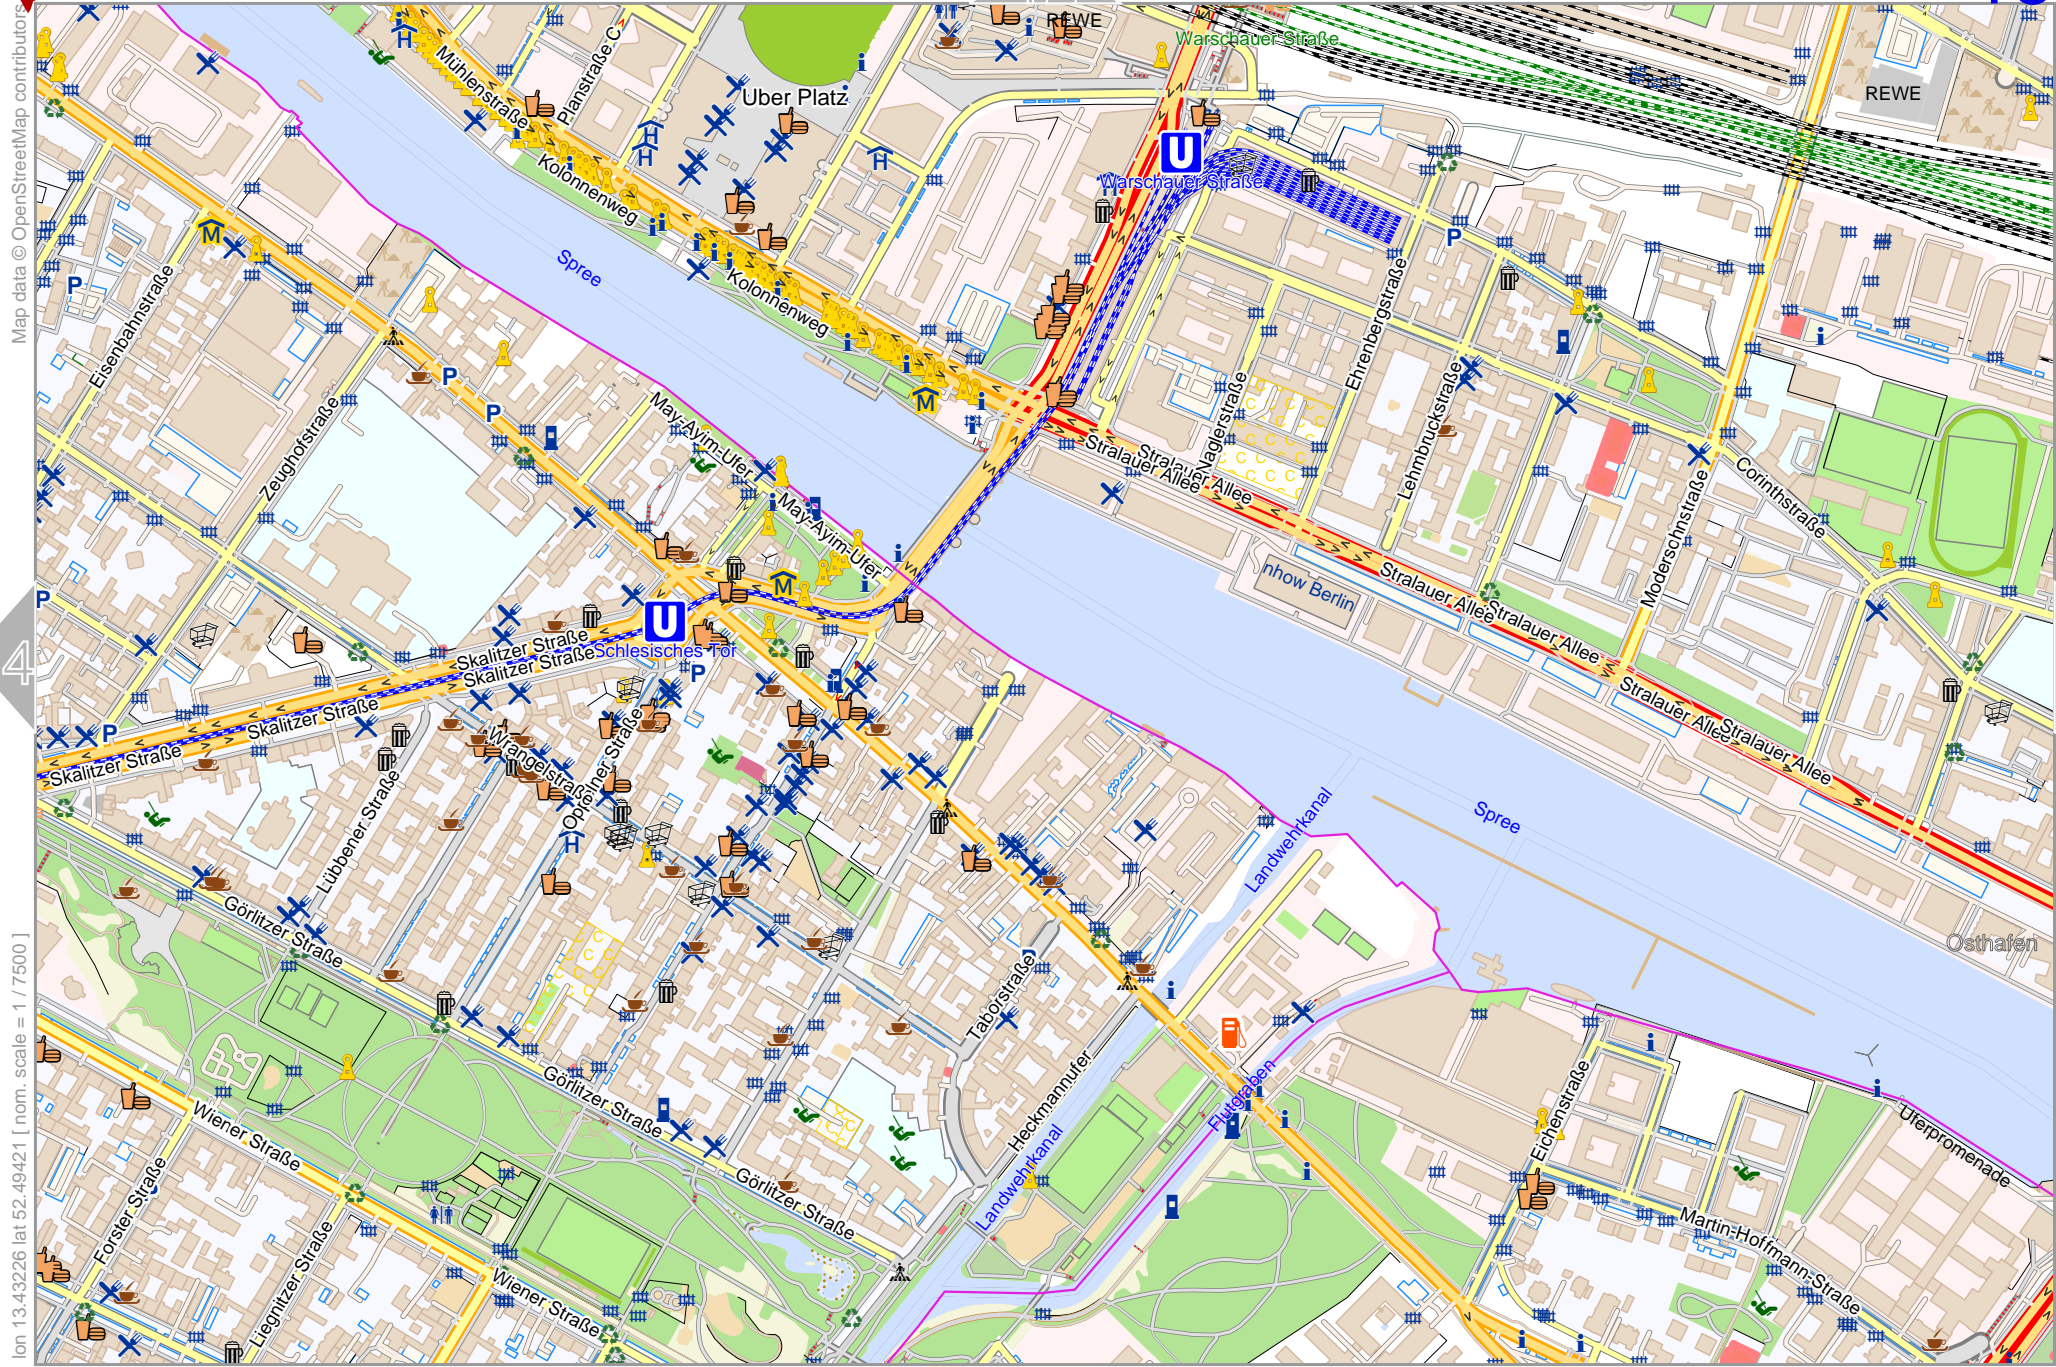 Map data © OpenStreetMap contributors
lon 13.43226 lat 52.49421 [ nom. scale = 1 / 7500 ]
4
REWE
Warschauer Straße
Mühlenstraße
Planstraße C
Uber Platz
REWE
Kolonnenweg
U
Warschauer Straße
Spree
Kolonnenweg
Eisenbahnstraße
Zeughofstraße
May-Ayim-Ufer
May-Ayim-Ufer
Ehrenbergstraße
Naglerstraße
Lehmbruckstraße
Stralauer Allee
Stralauer Allee
Corinthstraße
Modersohnstraße
nhow Berlin
Stralauer Allee
Stralauer Allee
Stralauer Allee
Stralauer Allee
U
Schlesisches Tor
Skalitzer Straße
Skalitzer Straße
Skalitzer Straße
Skalitzer Straße
Wrangelstraße
Oppelner Straße
Lübbener Straße
Görlitzer Straße
Landwehrkanal
Spree
Osthafen
Taborstraße
Heckmannufer
Görlitzer Straße
Görlitzer Straße
Landwehrkanal
Flutgraben
Eichenstraße
Uferpromenade
Martin-Hoffmann-Straße
Wiener Straße
Wiener Straße
Forster Straße
Liegnitzer Straße